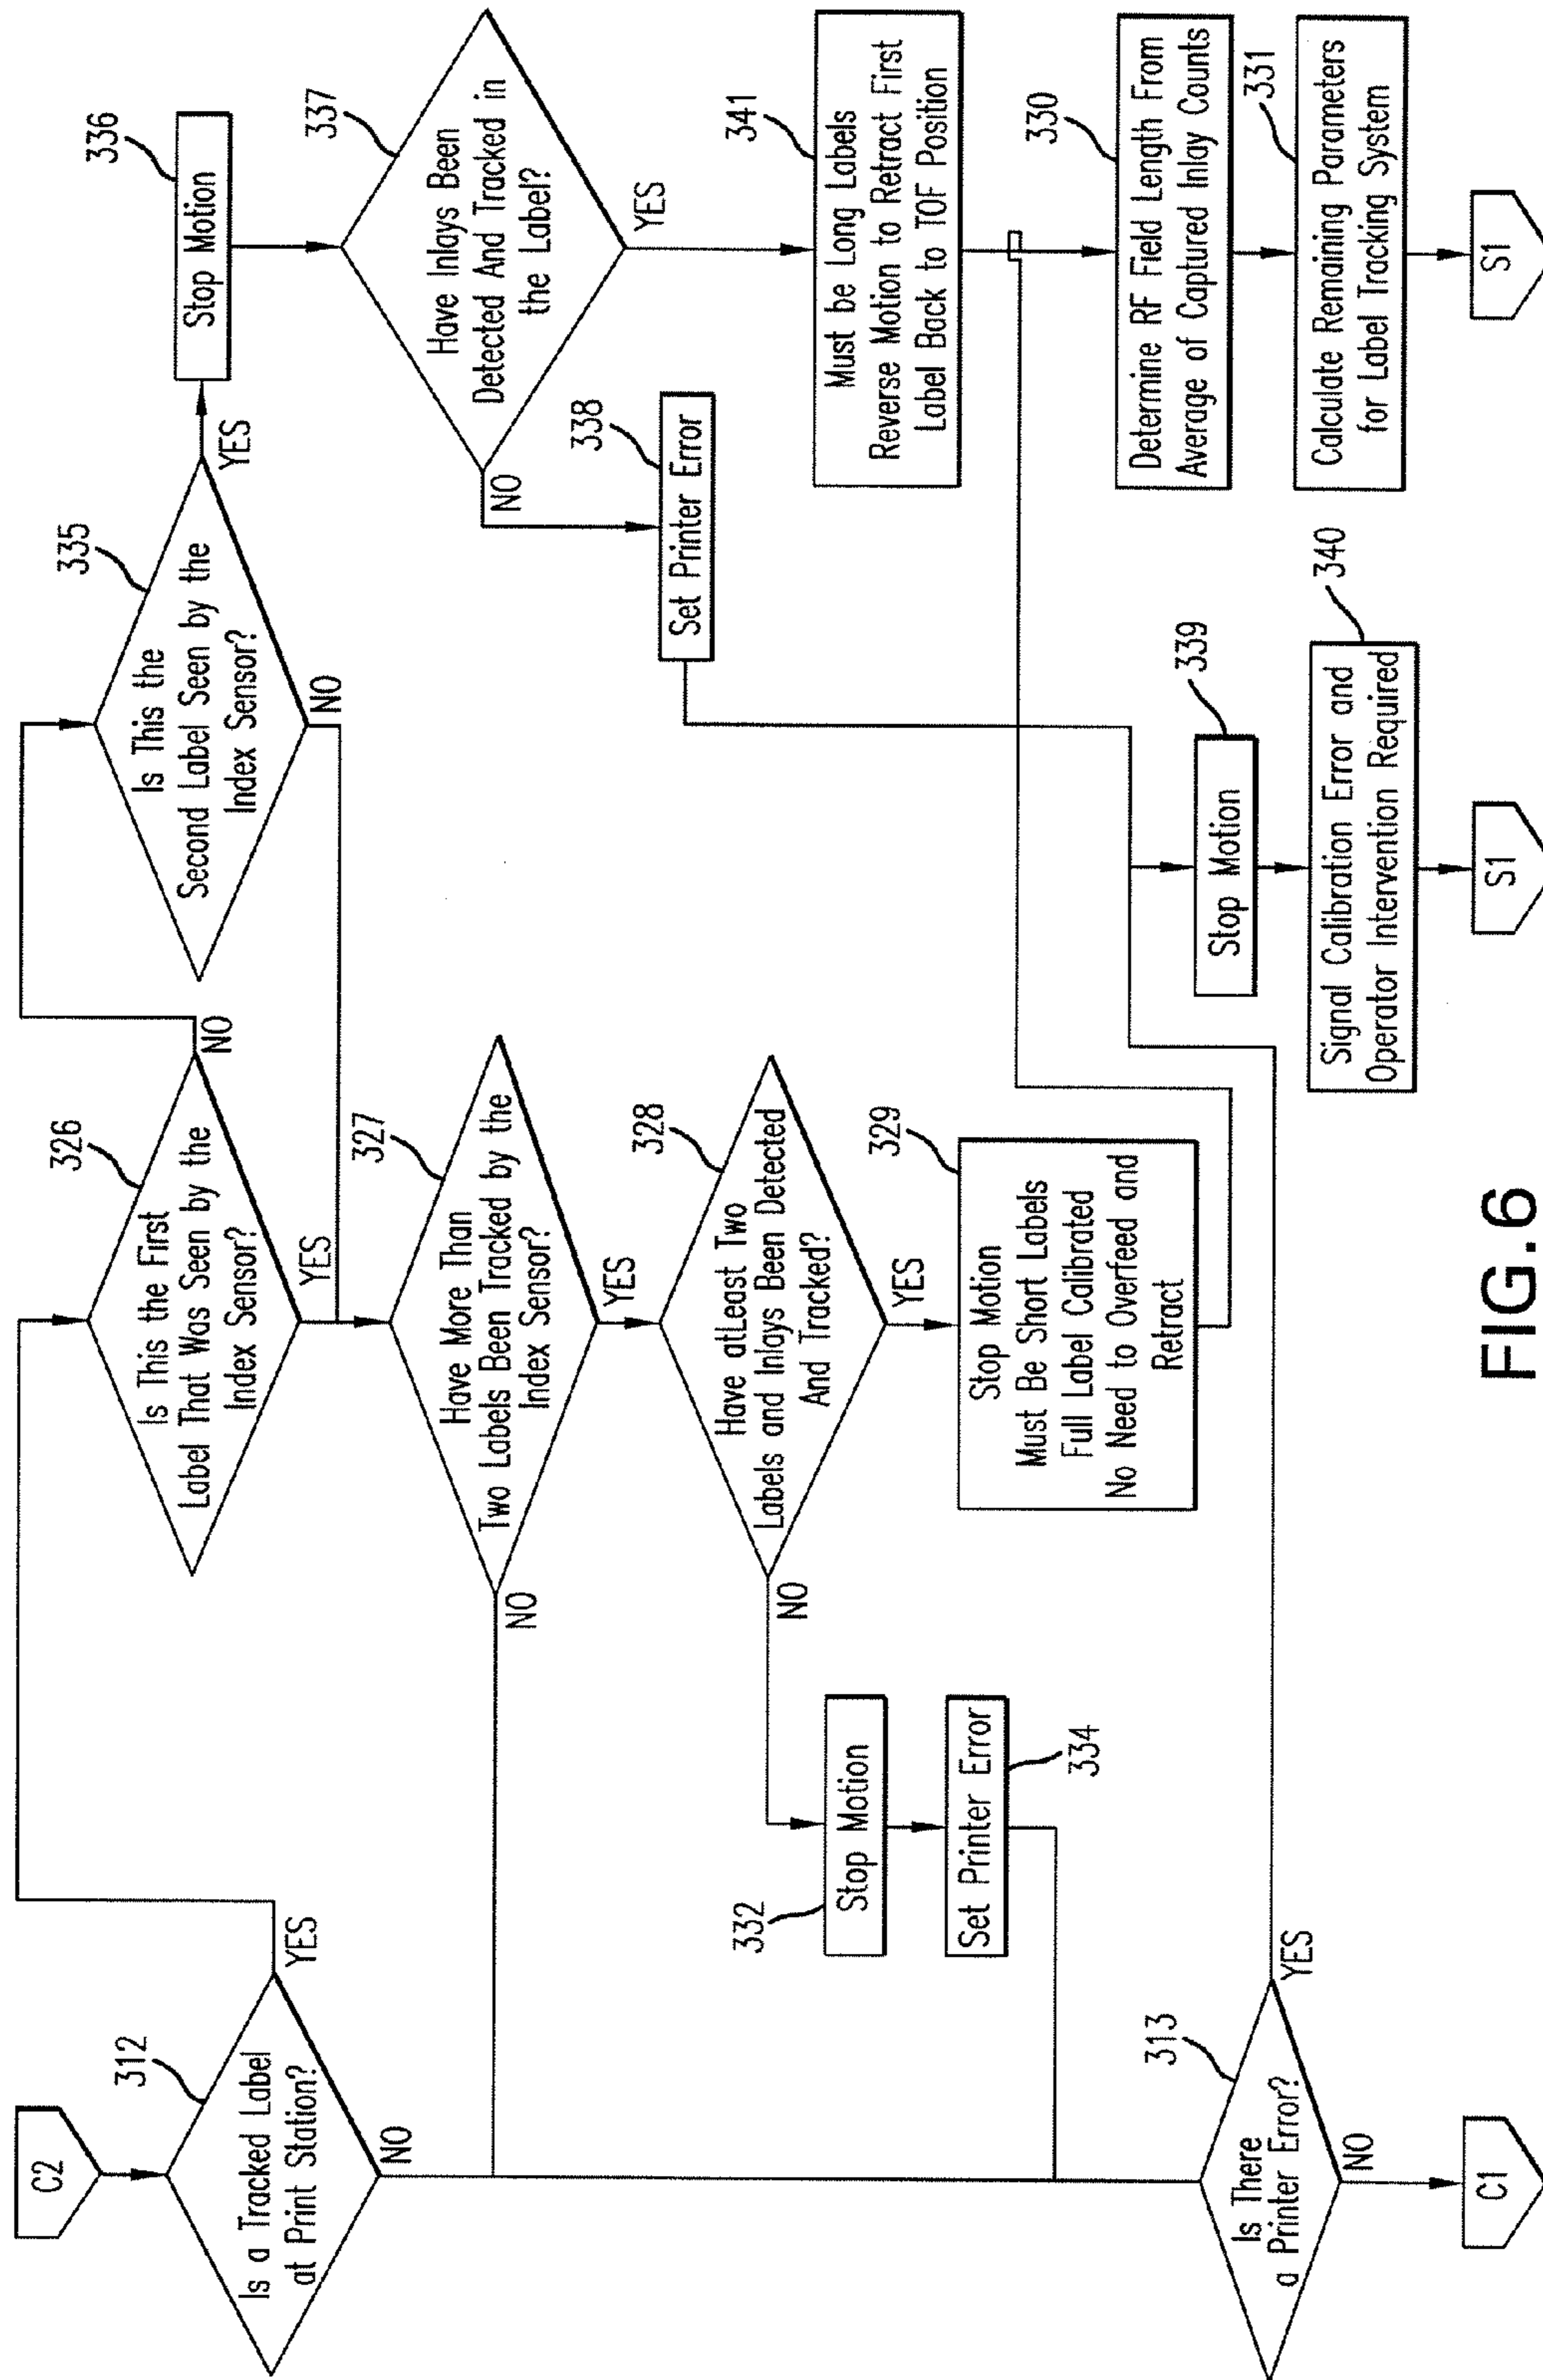 C2
312
Is a Tracked Label
at Print Station?
YES
NO
326
Is This the First
Label That Was Seen by the
Index Sensor?
NO
YES
335
Is This the
Second Label Seen by the
Index Sensor?
YES
NO
336
Stop Motion
337
Have Inlays Been
Detected And Tracked in
the Label?
NO
YES
338
Set Printer Error
341
Must be Long Labels
Reverse Motion to Retract First
Label Back to TOF Position
327
Have More Than
Two Labels Been Tracked by the
Index Sensor?
NO
YES
328
Have atLeast Two
Labels and Inlays Been Detected
And Tracked?
NO
YES
329
Stop Motion
Must Be Short Labels
Full Label Calibrated
No Need to Overfeed and
Retract
332
Stop Motion
Set Printer Error
334
330
Determine RF Field Length From
Average of Captured Inlay Counts
331
Calculate Remaining Parameters
for Label Tracking System
S1
313
Is There
a Printer Error?
YES
NO
C1
339
Stop Motion
340
Signal Calibration Error and
Operator Intervention Required
S1
FIG.6